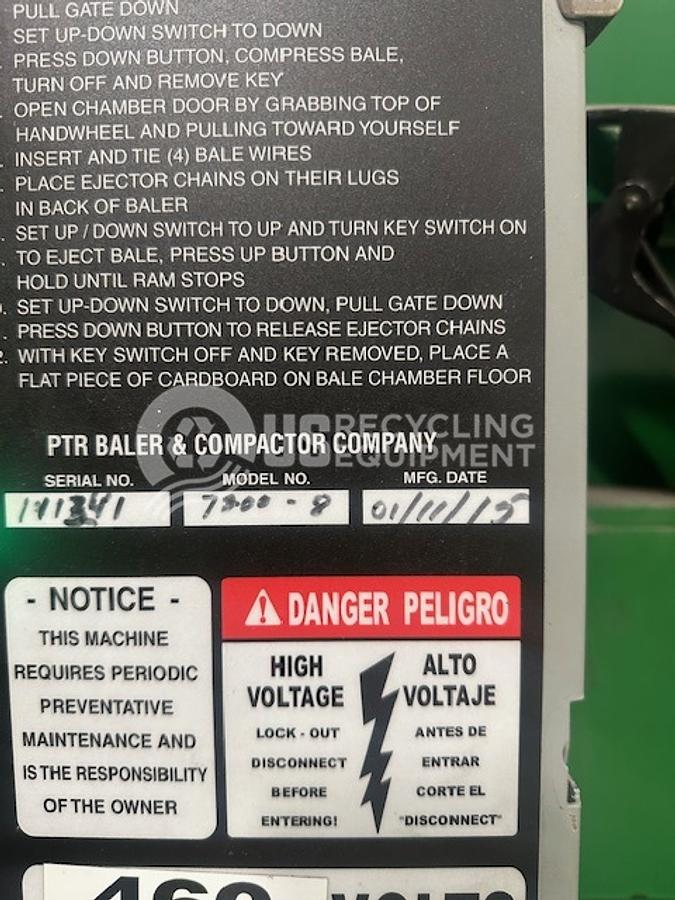 PULL GATE DOWN
SET UP-DOWN SWITCH TO DOWN
PRESS DOWN BUTTON, COMPRESS BALE,
TURN OFF AND REMOVE KEY
OPEN CHAMBER DOOR BY GRABBING TOP OF
HANDWHEEL AND PULLING TOWARD YOURSELF
INSERT AND TIE (4) BALE WIRES
PLACE EJECTOR CHAINS ON THEIR LUGS
IN BACK OF BALER
SET UP / DOWN SWITCH TO UP AND TURN KEY SWITCH ON
TO EJECT BALE, PRESS UP BUTTON AND
HOLD UNTIL RAM STOPS
SET UP-DOWN SWITCH TO DOWN, PULL GATE DOWN
PRESS DOWN BUTTON TO RELEASE EJECTOR CHAINS
WITH KEY SWITCH OFF AND KEY REMOVED, PLACE A
FLAT PIECE OF CARDBOARD ON BALE CHAMBER FLOOR
US RECYCLING EQUIPMENT
PTR BALER & COMPACTOR COMPANY
SERIAL NO. MODEL NO. MFG. DATE
01/11/15
- NOTICE -
THIS MACHINE
REQUIRES PERIODIC
PREVENTATIVE
MAINTENANCE AND
IS THE RESPONSIBILITY
OF THE OWNER
DANGER PELIGRO
HIGH
VOLTAGE
LOCK - OUT
DISCONNECT
BEFORE
ENTERING!
ALTO
VOLTAJE
ANTES DE
ENTRAR
CORTE EL
"DISCONNECT"
460 VOLTS